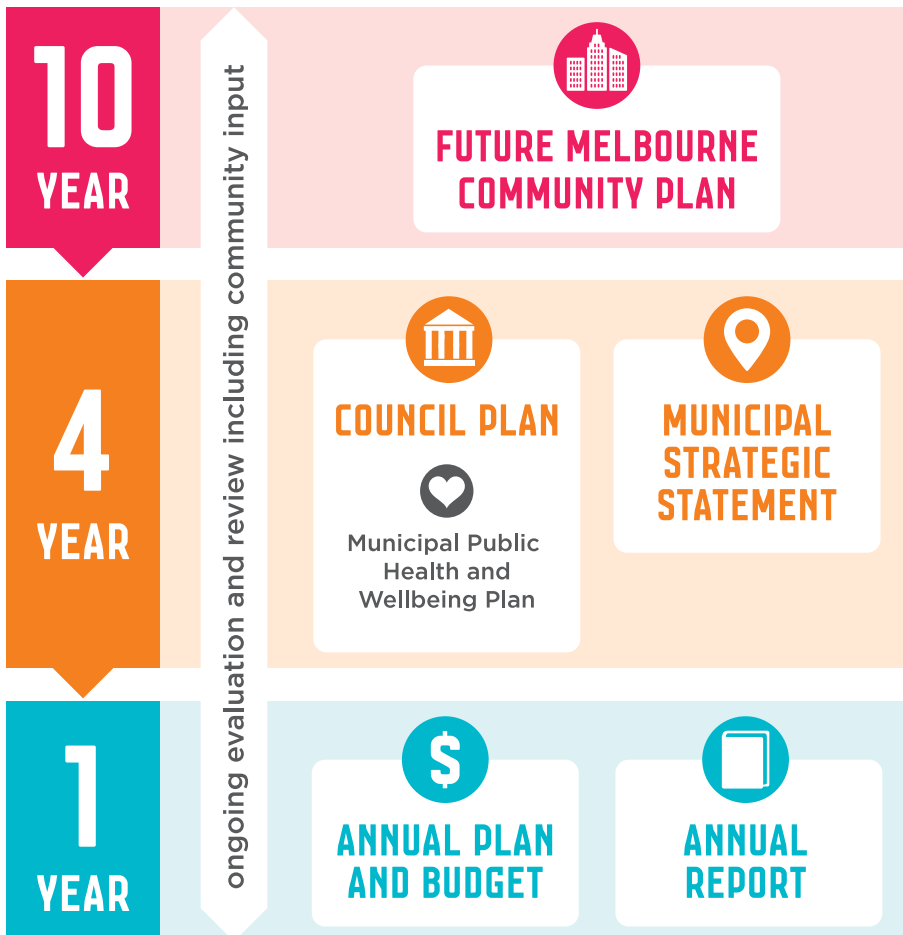 10
YEAR
ongoing evaluation and review including community input
FUTURE MELBOURNE
COMMUNITY PLAN
4
YEAR
COUNCIL PLAN
Municipal Public
Health and
Wellbeing Plan
MUNICIPAL
STRATEGIC
STATEMENT
1
YEAR
$
ANNUAL PLAN
AND BUDGET
ANNUAL
REPORT